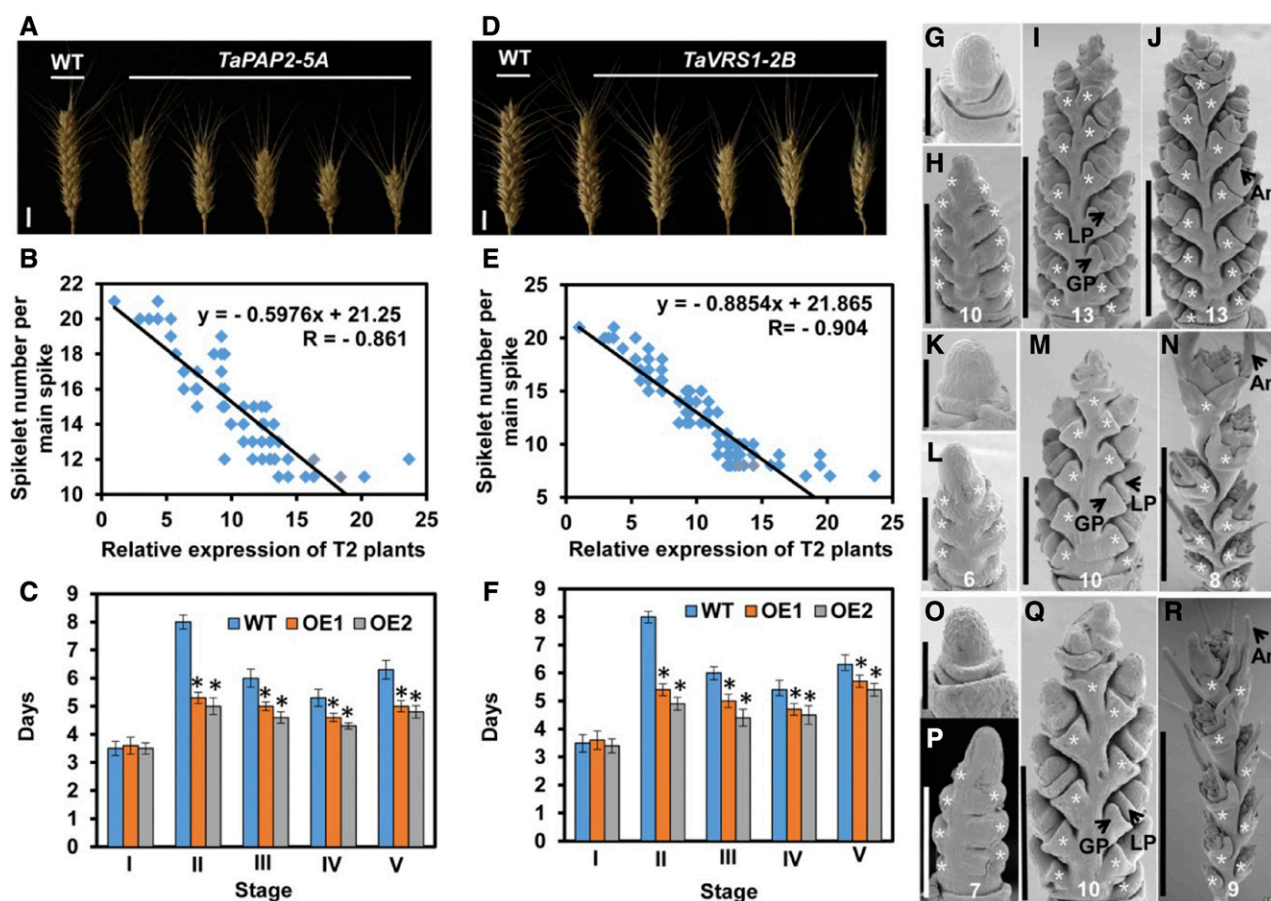 A
WT
TaPAP2-5A
D
WT
TaVRS1-2B
B
Spikelet number per
main spike
22
20
18
16
14
12
10
y = - 0.5976x + 21.25
R = - 0.861
0 5 10 15 20 25
Relative expression of T2 plants
E
Spikelet number per
main spike
25
20
15
10
5
y = - 0.8854x + 21.865
R= - 0.904
0 5 10 15 20 25
Relative expression of T2 plants
C
Days
9
8
7
6
5
4
3
2
1
0
WT OE1 OE2
* * * * * * * *
I II III IV V
Stage
F
Days
9
8
7
6
5
4
3
2
1
0
WT OE1 OE2
* * * * * * * *
I II III IV V
Stage
G
H
10
I
LP
GP
13
J
An
13
K
L
6
M
LP
GP
10
N
An
8
O
P
7
Q
GP
LP
10
R
An
9